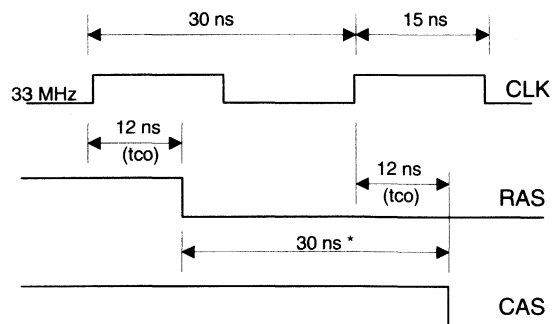 30 ns
15 ns
33 MHz
CLK
12 ns
(tco)
12 ns
(tco)
RAS
30 ns *
CAS